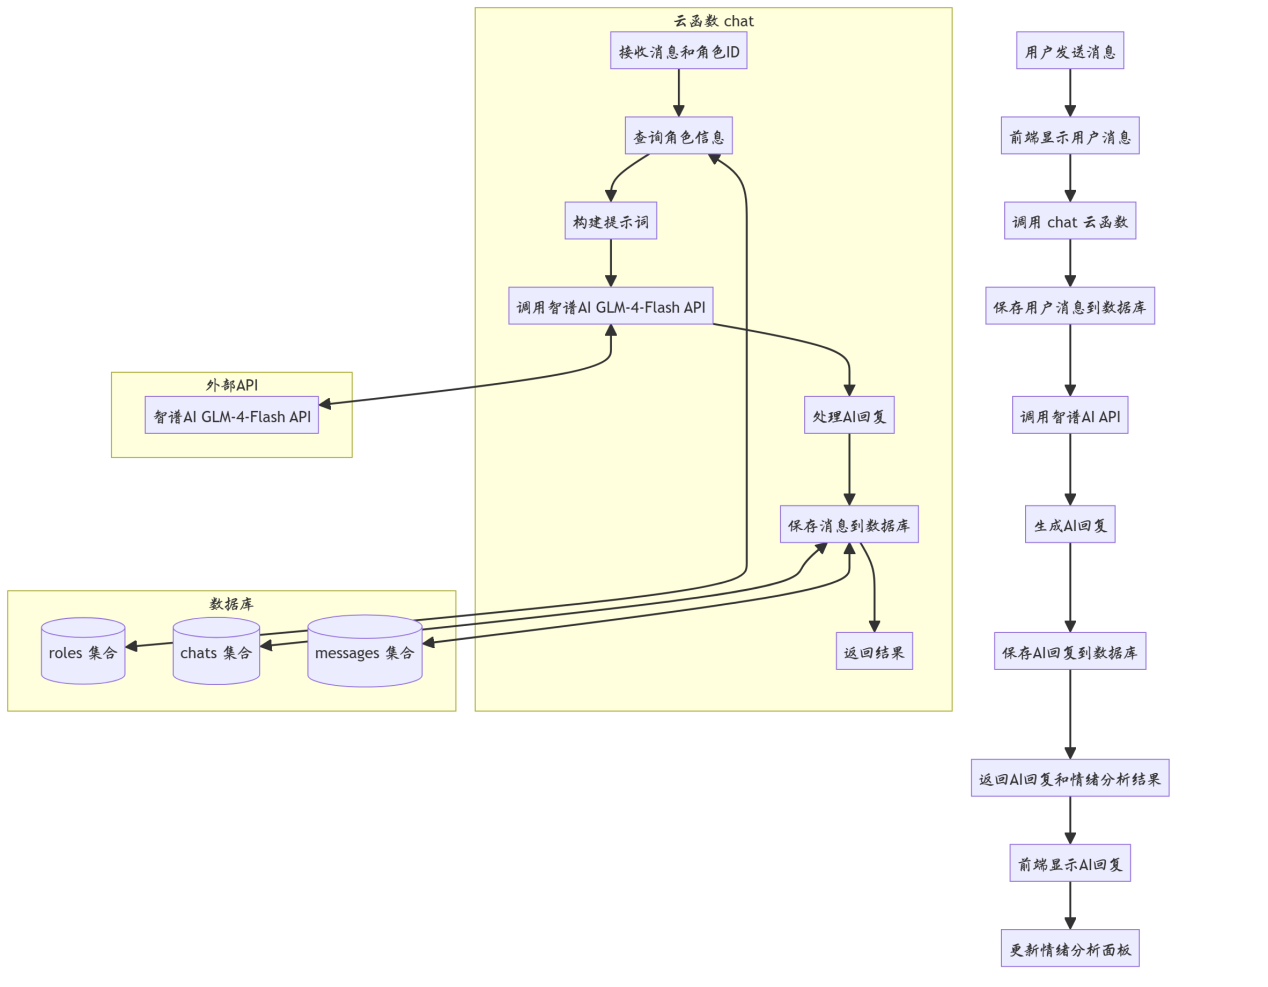 云函数 chat
接收消息和角色ID
查询角色信息
构建提示词
调用智谱AI GLM-4-Flash API
处理AI回复
保存消息到数据库
返回结果
外部API
智谱AI GLM-4-Flash API
数据库
roles 集合
chats 集合
messages 集合
用户发送消息
前端显示用户消息
调用 chat 云函数
保存用户消息到数据库
调用智谱AI API
生成AI回复
保存AI回复到数据库
返回AI回复和情绪分析结果
前端显示AI回复
更新情绪分析面板